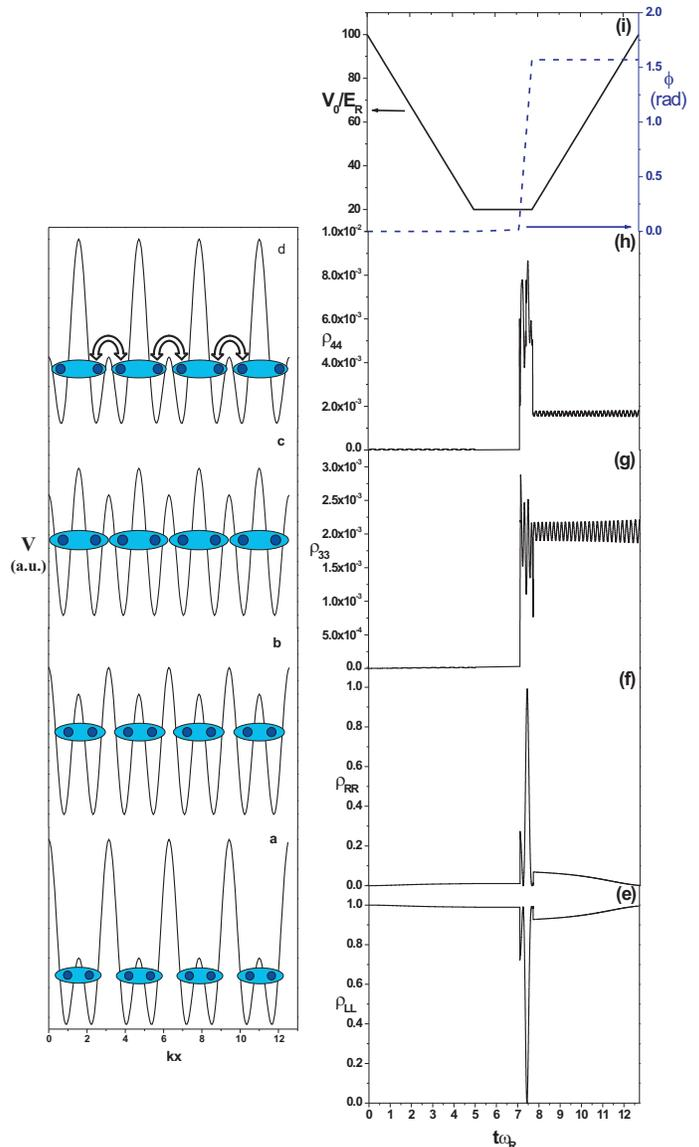 d
c
b
a
V
(a.u.)
0 2 4 6 8 10 12
kx
(i)
100
80
60
40
20
V₀/E_R
2.0
1.5
1.0
0.5
0.0
ϕ
(rad)
(h)
1.0x10⁻²
8.0x10⁻³
6.0x10⁻³
4.0x10⁻³
2.0x10⁻³
0.0
ρ₄₄
(g)
3.0x10⁻³
2.5x10⁻³
2.0x10⁻³
1.5x10⁻³
1.0x10⁻³
5.0x10⁻⁴
0.0
ρ₃₃
(f)
1.0
0.8
0.6
0.4
0.2
0.0
ρ_RR
(e)
1.0
0.8
0.6
0.4
0.2
0.0
ρ_LL
0 1 2 3 4 5 6 7 8 9 10 11 12
tω_R